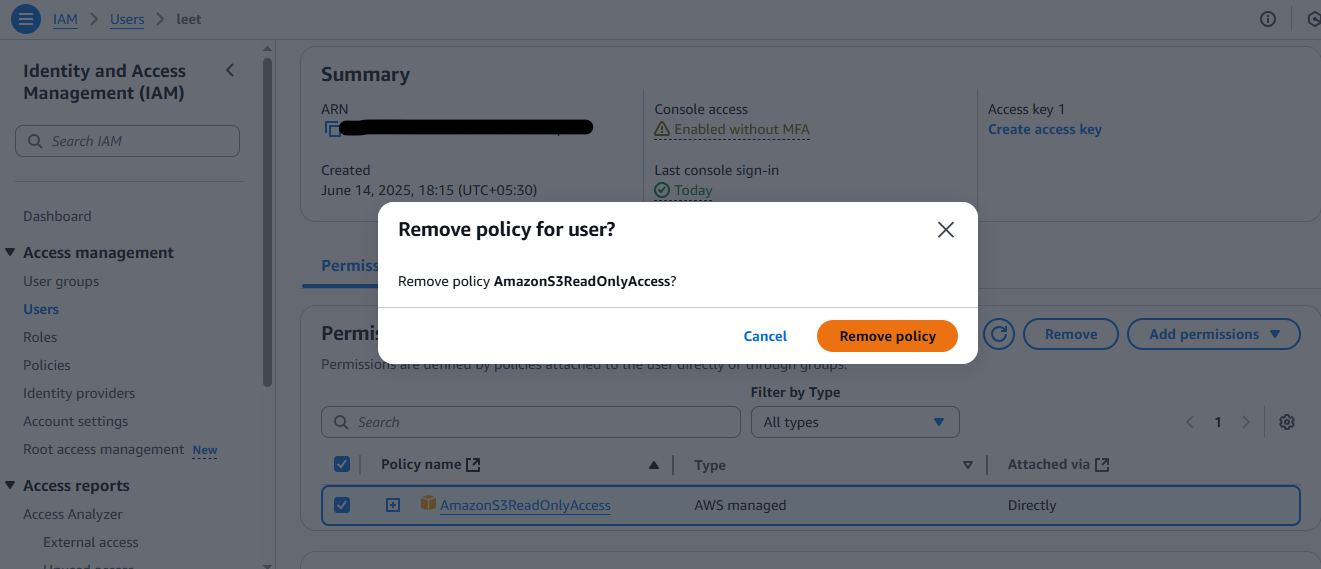 IAM > Users > leet
Identity and Access
Management (IAM)
Search IAM
Dashboard
Access management
User groups
Users
Roles
Policies
Identity providers
Account settings
Root access management New
Access reports
Access Analyzer
External access
Unused access
Summary
ARN
Created
June 14, 2025, 18:15 (UTC+05:30)
Console access
Enabled without MFA
Last console sign-in
Today
Access key 1
Create access key
Remove policy for user?
Remove policy AmazonS3ReadOnlyAccess?
Cancel
Remove policy
Remove
Add permissions
Permissions are defined by policies attached to the user directly or through groups.
Filter by Type
Search
All types
1
Policy name
Type
Attached via
AmazonS3ReadOnlyAccess
AWS managed
Directly